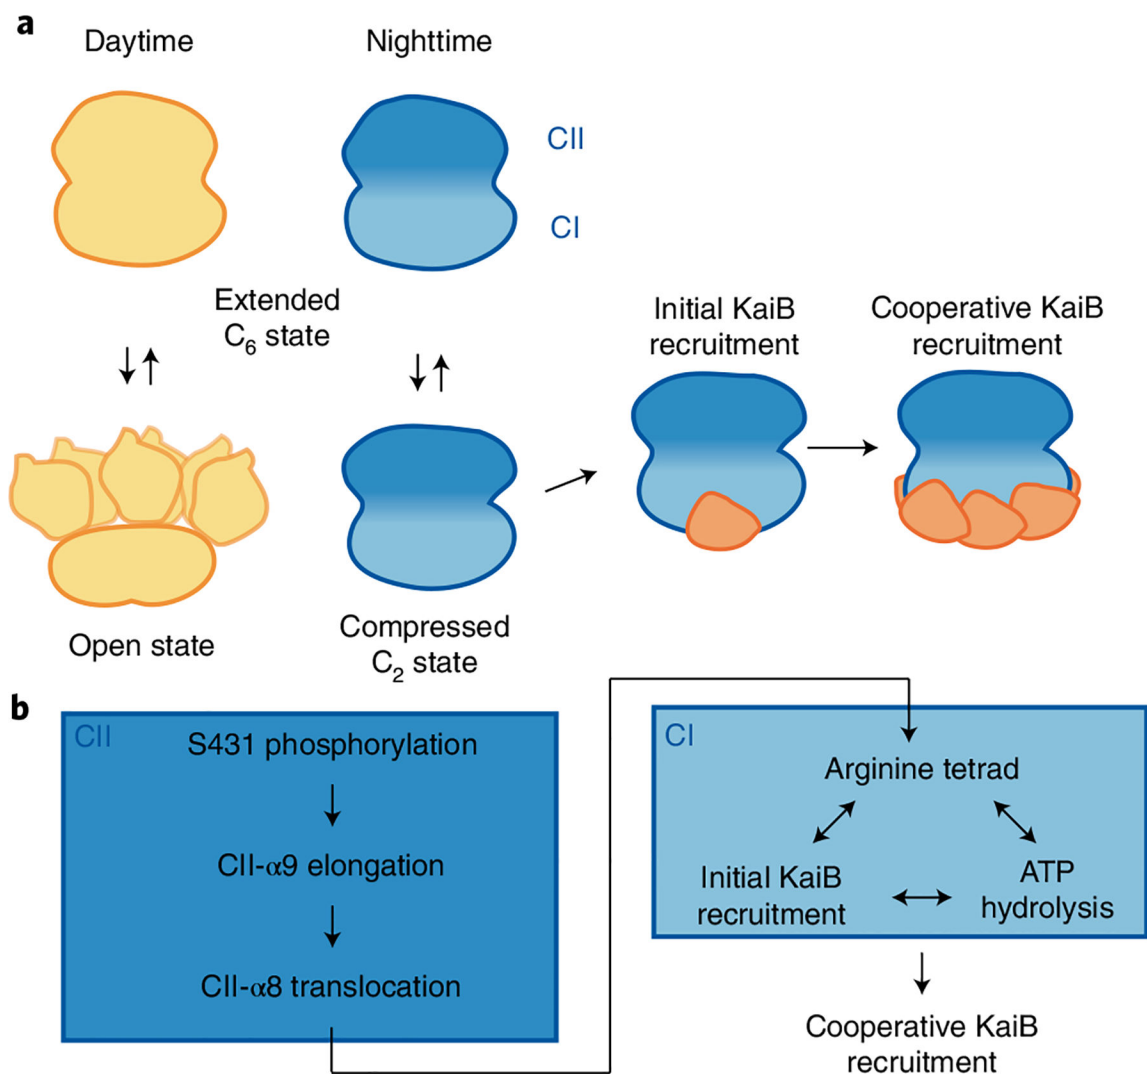 a
Daytime
Nighttime
CII
CI
Extended
C6 state
Initial KaiB
recruitment
Cooperative KaiB
recruitment
Open state
Compressed
C2 state
b
CII
S431 phosphorylation
CII-α9 elongation
CII-α8 translocation
CI
Arginine tetrad
Initial KaiB
recruitment
ATP
hydrolysis
Cooperative KaiB
recruitment